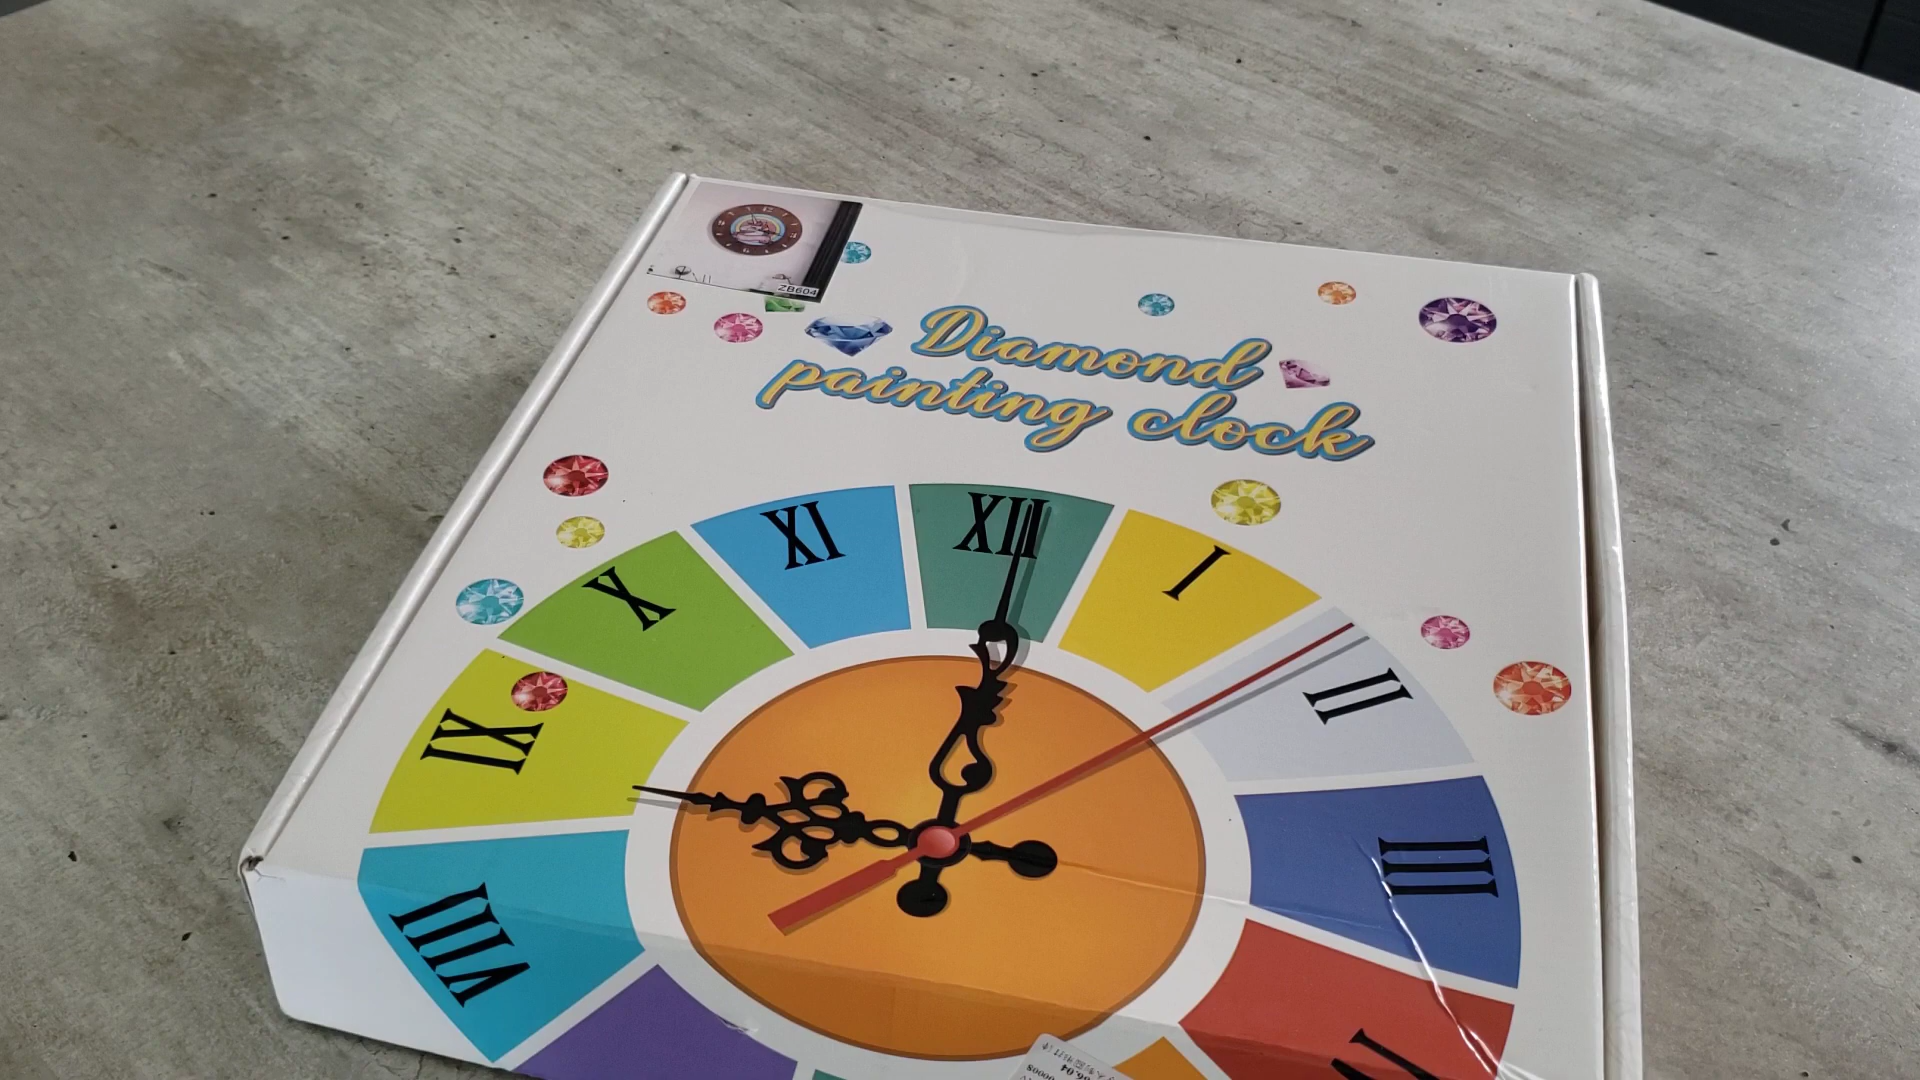 ZB604
Diamond
painting clock
XII
XI
I
X
II
IX
III
VIII